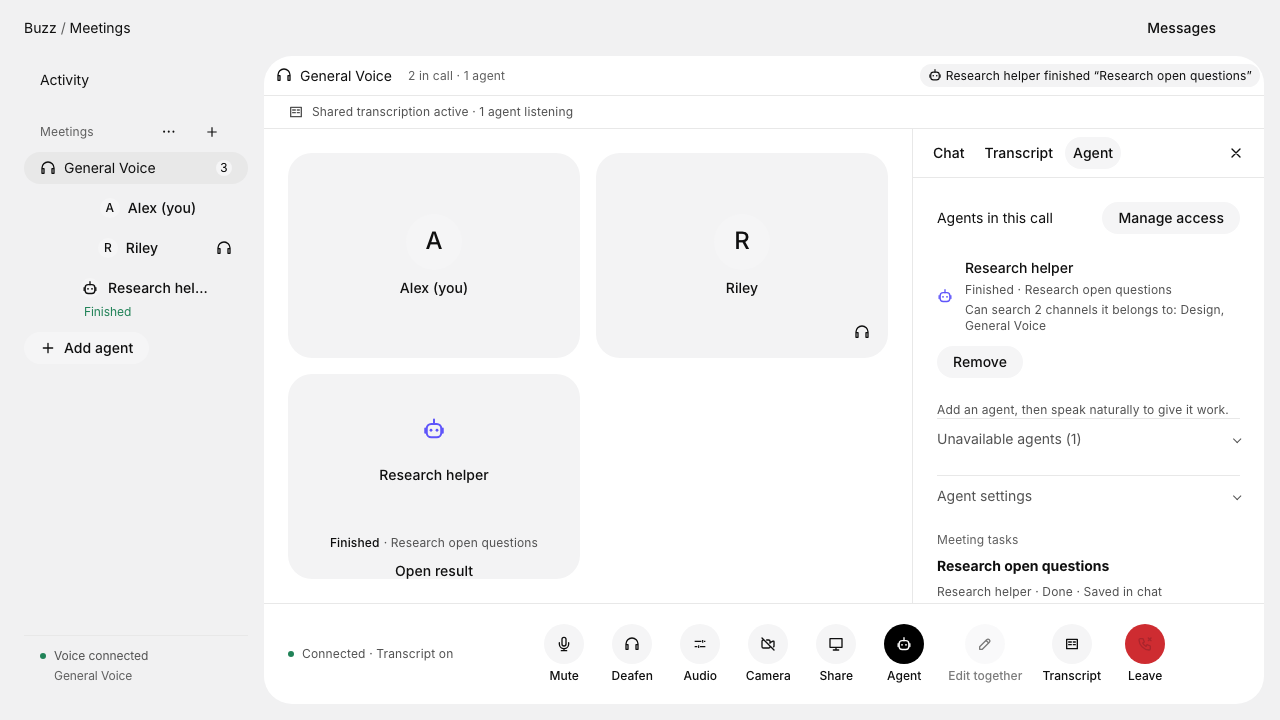 Buzz / Meetings
Messages
Activity
Meetings
General Voice
3
A
Alex (you)
R
Riley
Research hel...
Finished
Add agent
Voice connected
General Voice
General Voice
2 in call · 1 agent
Research helper finished “Research open questions”
Shared transcription active · 1 agent listening
A
Alex (you)
R
Riley
Research helper
Finished · Research open questions
Open result
Chat
Transcript
Agent
Agents in this call
Manage access
Research helper
Finished · Research open questions
Can search 2 channels it belongs to: Design,
General Voice
Remove
Add an agent, then speak naturally to give it work.
Unavailable agents (1)
Agent settings
Meeting tasks
Research open questions
Research helper · Done · Saved in chat
Connected · Transcript on
Mute
Deafen
Audio
Camera
Share
Agent
Edit together
Transcript
Leave